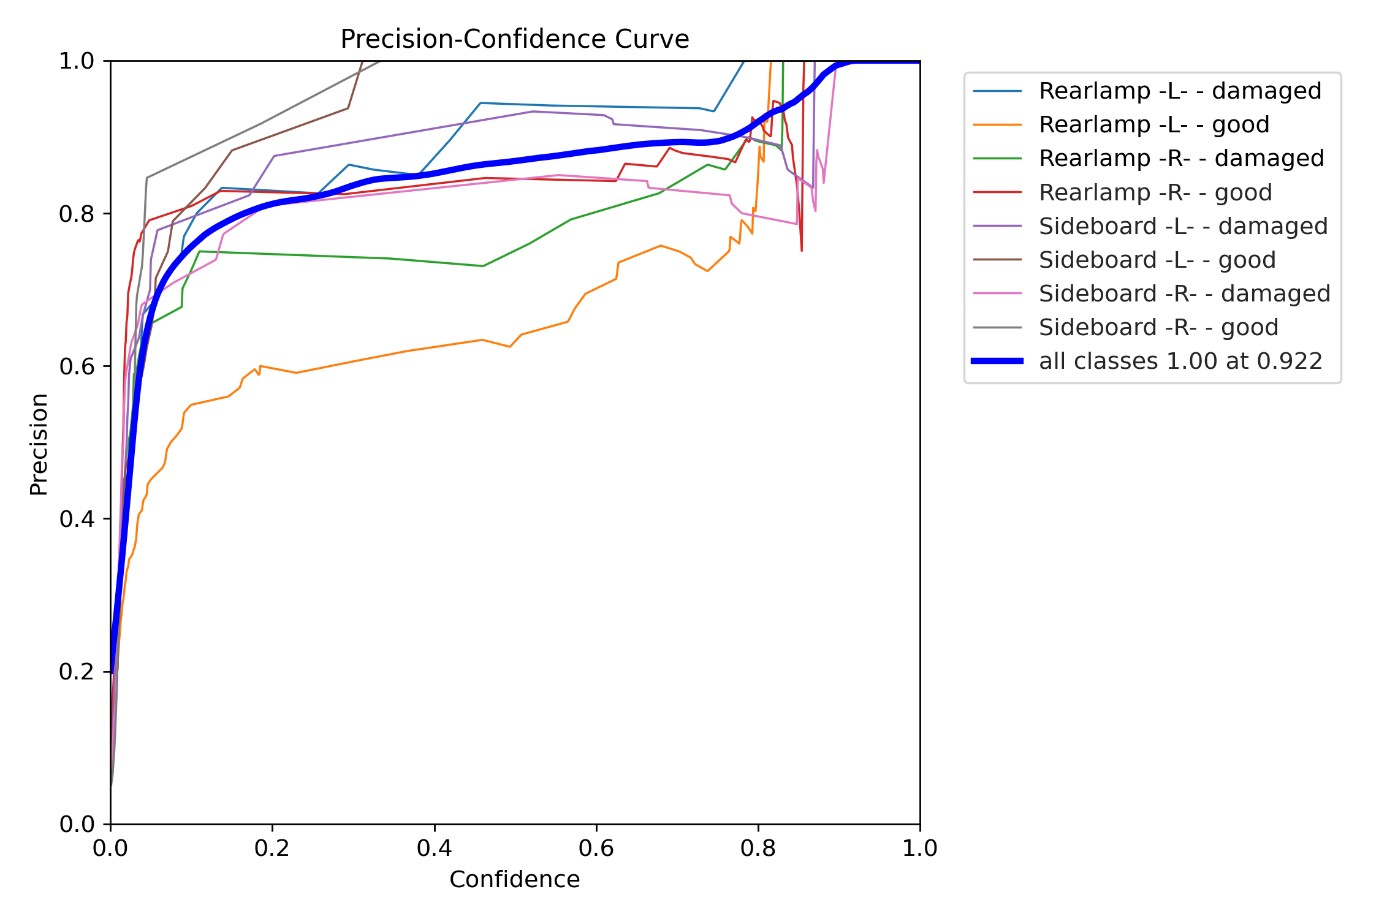 Precision-Confidence Curve
1.0
0.8
0.6
0.4
0.2
0.0
Precision
0.0 0.2 0.4 0.6 0.8 1.0
Confidence
Rearlamp -L- - damaged
Rearlamp -L- - good
Rearlamp -R- - damaged
Rearlamp -R- - good
Sideboard -L- - damaged
Sideboard -L- - good
Sideboard -R- - damaged
Sideboard -R- - good
all classes 1.00 at 0.922